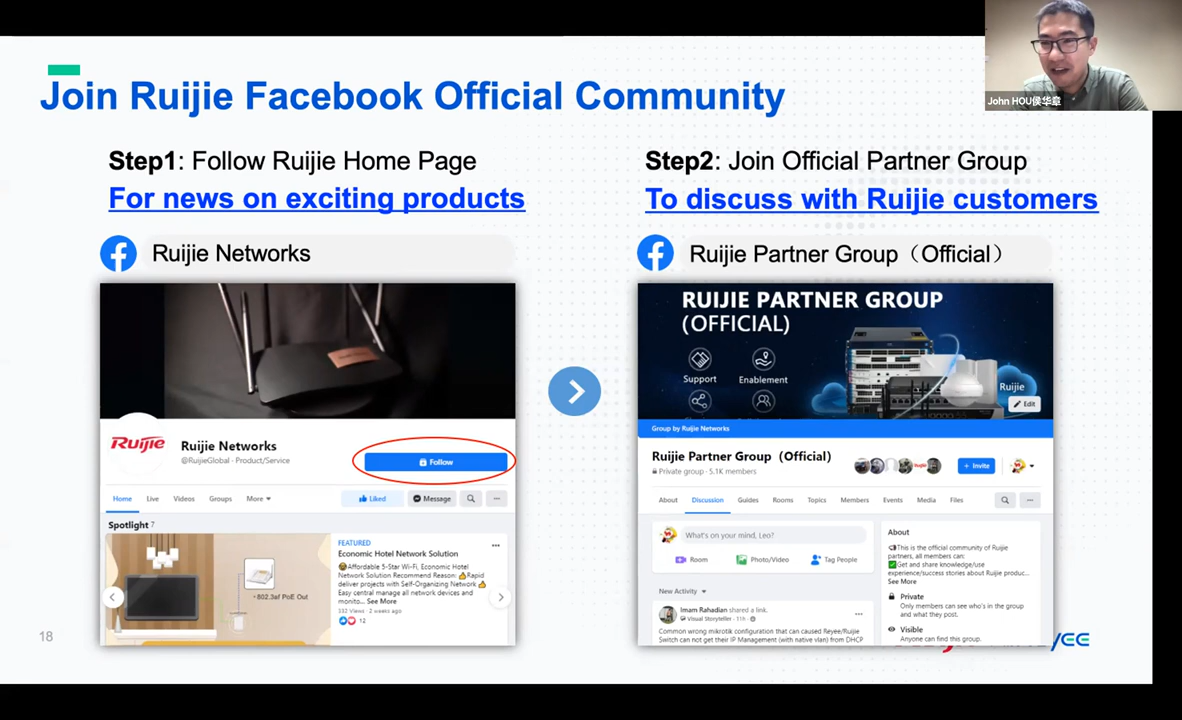 John HOU侯华章
Join Ruijie Facebook Official Community
Step1: Follow Ruijie Home Page
For news on exciting products
Ruijie Networks
Ruijie
Ruijie Networks
@RuijieGlobal · Product/Service
Follow
Home Live Videos Groups More
Liked Message
Spotlight 7
FEATURED
Economic Hotel Network Solution
Affordable 5-Star Wi-Fi, Economic Hotel
Network Solution Recommend Reason: Rapid
deliver projects with Self-Organizing Network
Easy central manage all network devices and
monito... See More
332 Views · 2 weeks ago
12
802.3af PoE Out
Step2: Join Official Partner Group
To discuss with Ruijie customers
Ruijie Partner Group（Official）
RUIJIE PARTNER GROUP
(OFFICIAL)
Support Enablement
Ruijie
Edit
Group by Ruijie Networks
Ruijie Partner Group（Official）
Private group · 5.1K members
Invite
About Discussion Guides Rooms Topics Members Events Media Files
What's on your mind, Leo?
Room Photo/Video Tag People
New Activity
Imam Rahadian shared a link.
Visual Storyteller · 11h
Common wrong mikrotik configuration that can caused Reyee/Ruijie
Switch can not get their IP Management (with native vlan) from DHCP
About
This is the official community of Ruijie
partners, all members can:
Get and share knowledge/use
experience/success stories about Ruijie produc...
See More
Private
Only members can see who's in the group
and what they post.
Visible
Anyone can find this group.
18